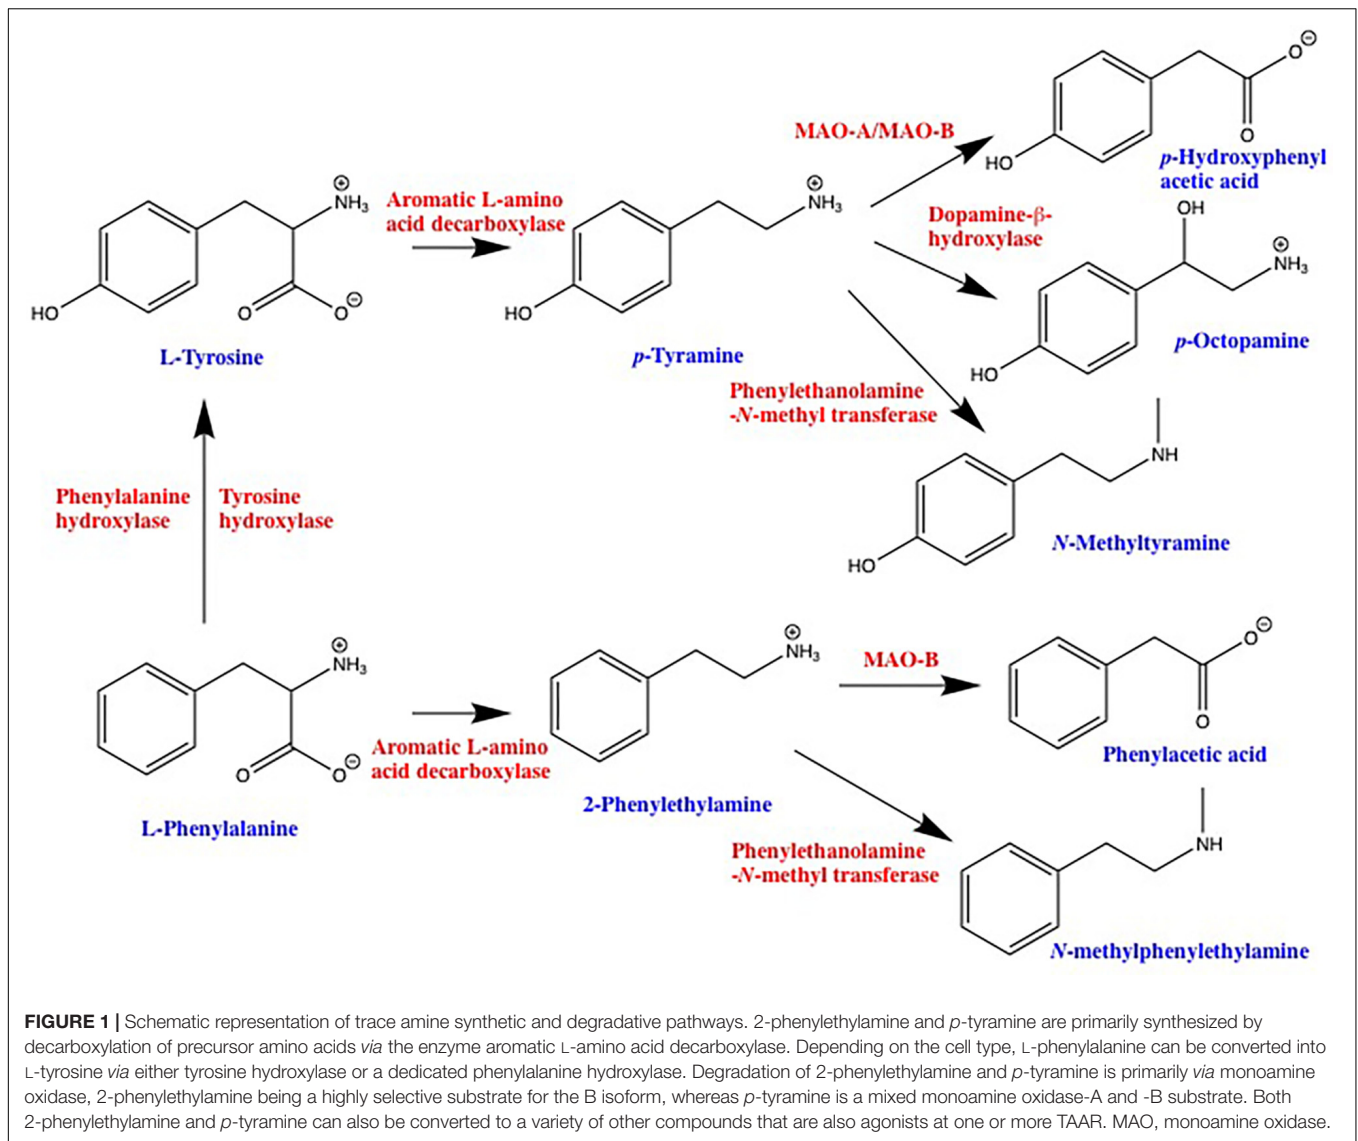 MAO-A/MAO-B
HO
O
O⊖
p-Hydroxyphenyl
acetic acid
Aromatic L-amino
acid decarboxylase
⊕
NH3
HO
O
O⊖
L-Tyrosine
⊕
NH3
HO
p-Tyramine
Dopamine-β-
hydroxylase
OH
⊕
NH3
HO
p-Octopamine
Phenylethanolamine
-N-methyl transferase
NH
HO
N-Methyltyramine
Phenylalanine
hydroxylase
Tyrosine
hydroxylase
⊕
NH3
O
O⊖
L-Phenylalanine
Aromatic L-amino
acid decarboxylase
⊕
NH3
2-Phenylethylamine
MAO-B
O⊖
O
Phenylacetic acid
Phenylethanolamine
-N-methyl transferase
NH
N-methylphenylethylamine
FIGURE 1 | Schematic representation of trace amine synthetic and degradative pathways. 2-phenylethylamine and p-tyramine are primarily synthesized by
decarboxylation of precursor amino acids via the enzyme aromatic L-amino acid decarboxylase. Depending on the cell type, L-phenylalanine can be converted into
L-tyrosine via either tyrosine hydroxylase or a dedicated phenylalanine hydroxylase. Degradation of 2-phenylethylamine and p-tyramine is primarily via monoamine
oxidase, 2-phenylethylamine being a highly selective substrate for the B isoform, whereas p-tyramine is a mixed monoamine oxidase-A and -B substrate. Both
2-phenylethylamine and p-tyramine can also be converted to a variety of other compounds that are also agonists at one or more TAAR. MAO, monoamine oxidase.